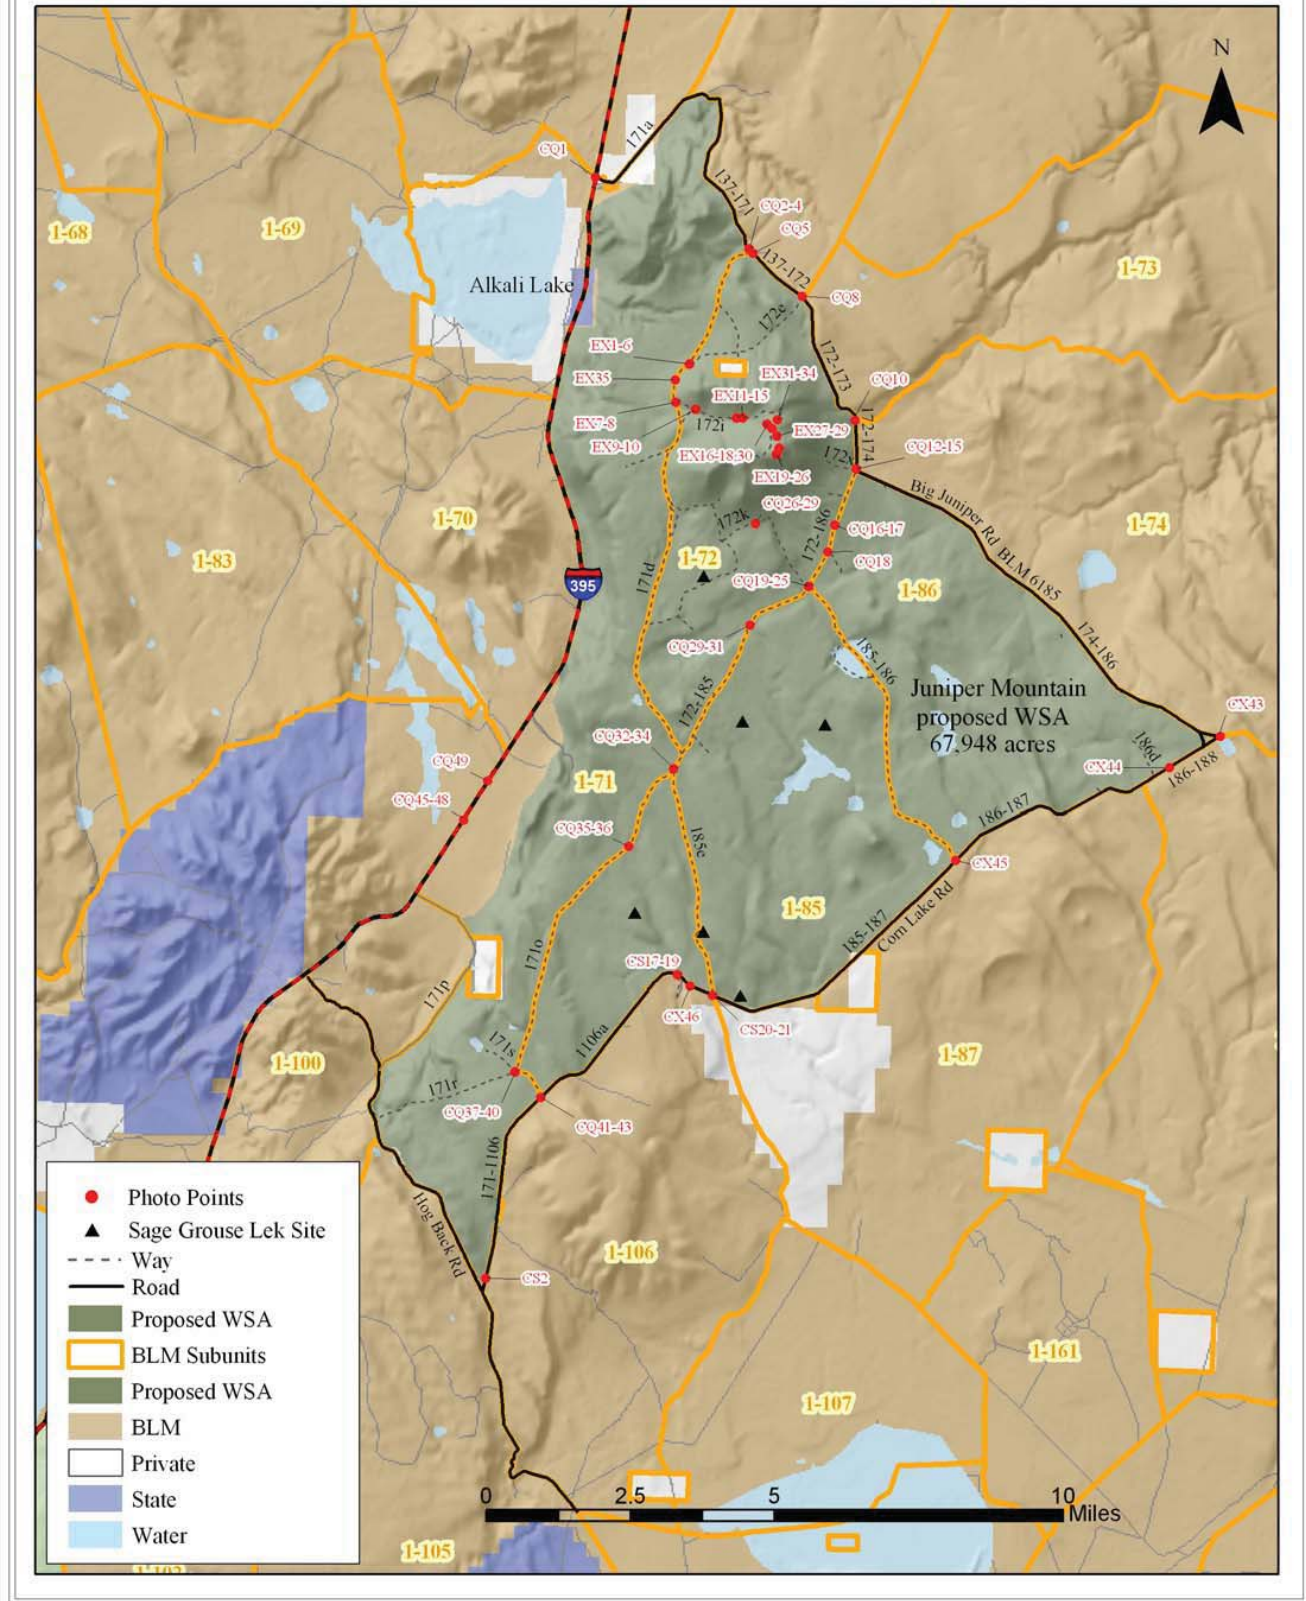 N
171a
CQ1
137-171
CQ2-4
CQ5
1-68
1-69
137-172
1-73
Alkali Lake
CQ8
172e
EX1-6
172-173
EX31-34
CQ10
EX35
EX11-15
172-174
EX7-8
172i
EX27-29
EX9-10
EX16-18;30
172x
CQ12-15
EX19-26
Big Juniper Rd BLM 6185
CQ26-29
1-70
172k
172-186
CQ16-17
1-74
1-83
1-72
CQ18
171d
CQ19-25
1-86
395
CQ29-31
185-186
174-186
Juniper Mountain
proposed WSA
67,948 acres
172-185
CX43
CQ32-34
186d
CQ49
CX44
186-188
1-71
CQ45-48
186-187
CQ35-36
185e
CX45
1-85
185-187
Corn Lake Rd
171o
CS17-19
171p
CX46
CS20-21
1106a
171s
1-100
1-87
171r
CQ37-40
CQ41-43
171-1106
Hog Back Rd
1-106
CS2
1-161
1-107
Photo Points
Sage Grouse Lek Site
Way
Road
Proposed WSA
BLM Subunits
Proposed WSA
BLM
Private
State
Water
0 2.5 5 10
Miles
1-105
1-102